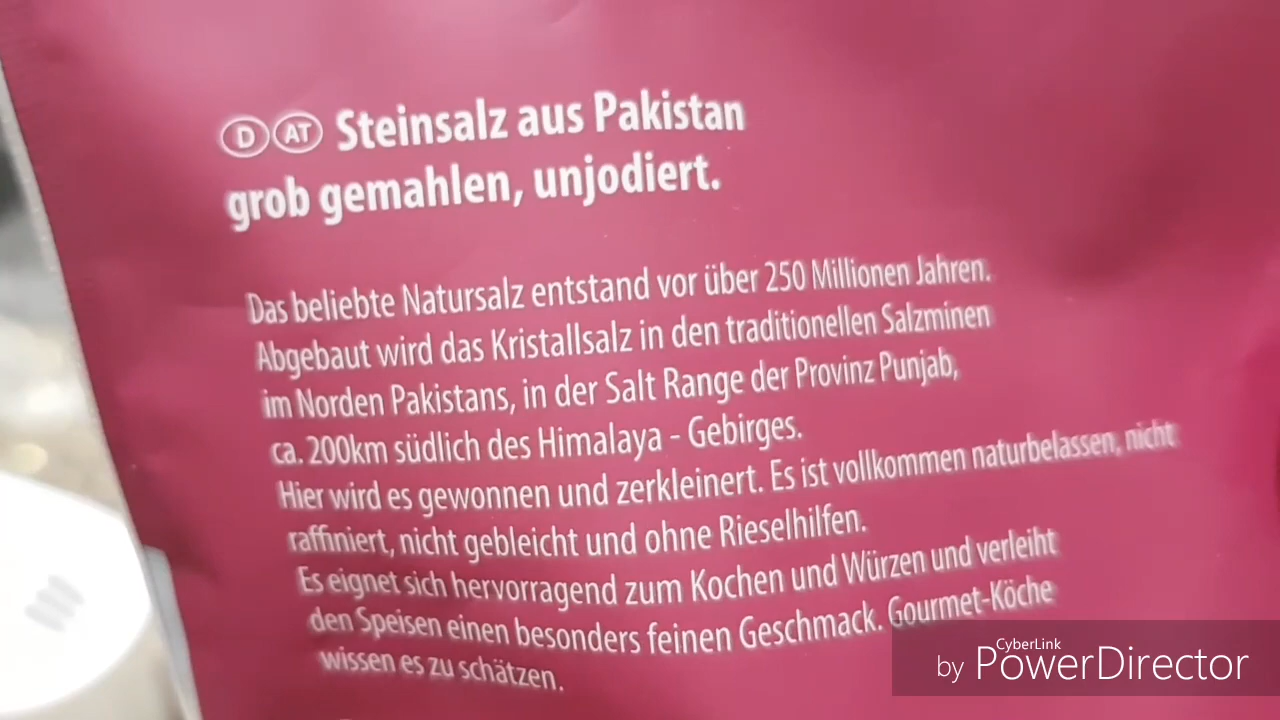 D AT Steinsalz aus Pakistan
grob gemahlen, unjodiert.
Das beliebte Natursalz entstand vor über 250 Millionen Jahren.
Abgebaut wird das Kristallsalz in den traditionellen Salzminen
im Norden Pakistans, in der Salt Range der Provinz Punjab,
ca. 200km südlich des Himalaya - Gebirges.
Hier wird es gewonnen und zerkleinert. Es ist vollkommen naturbelassen, nicht
raffiniert, nicht gebleicht und ohne Rieselhilfen.
Es eignet sich hervorragend zum Kochen und Würzen und verleiht
den Speisen einen besonders feinen Geschmack. Gourmet-Köche
wissen es zu schätzen.
CyberLink
by PowerDirector